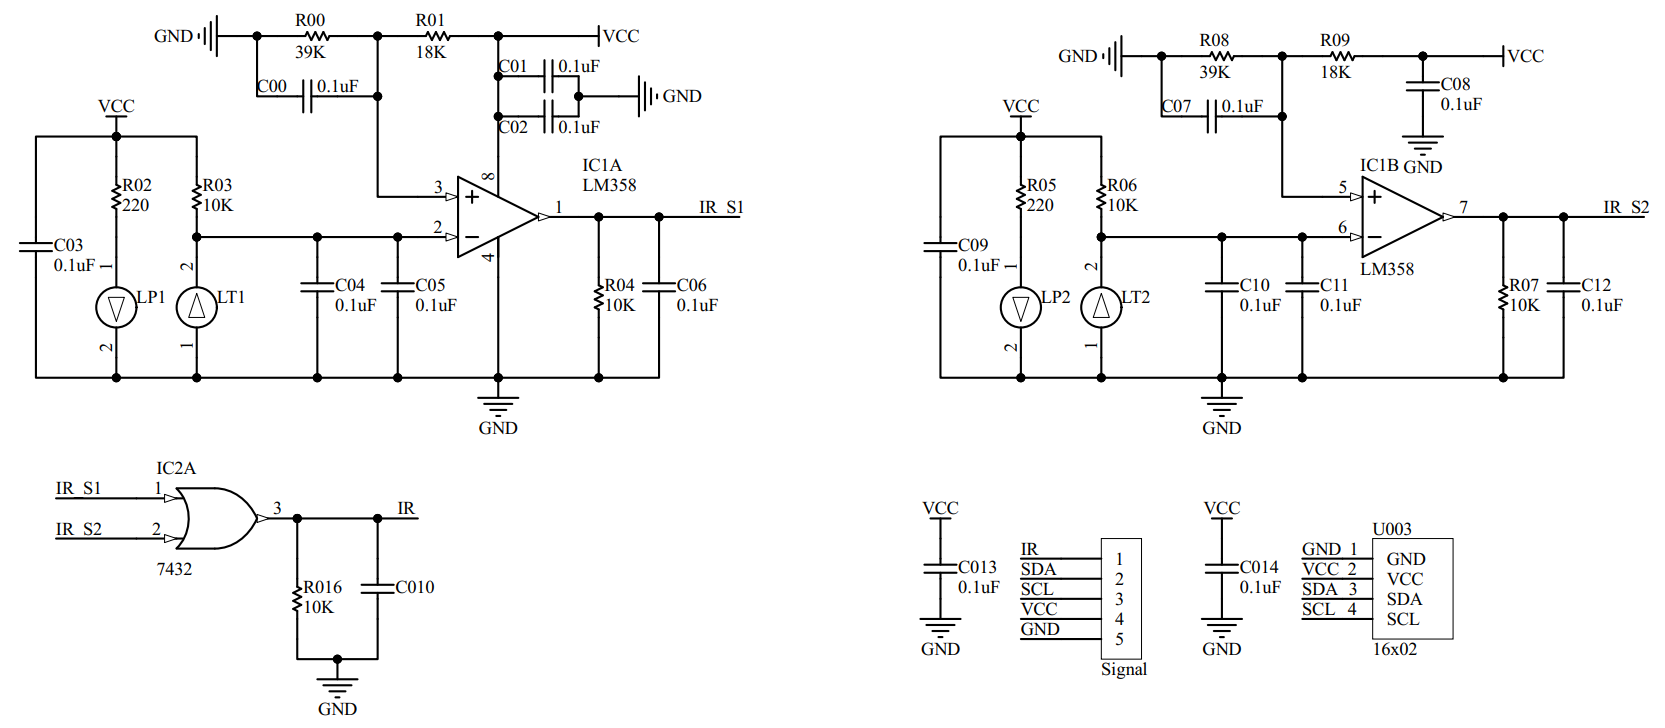 GND
R00
39K
R01
18K
VCC
C00
0.1uF
C01
0.1uF
C02
0.1uF
GND
VCC
R02
220
R03
10K
C03
0.1uF
1
LP1
2
2
LT1
1
C04
0.1uF
C05
0.1uF
3
2
8
4
IC1A
LM358
1
IR_S1
R04
10K
C06
0.1uF
GND
GND
R08
39K
R09
18K
VCC
C07
0.1uF
C08
0.1uF
GND
VCC
R05
220
R06
10K
C09
0.1uF
1
LP2
2
2
LT2
1
C10
0.1uF
C11
0.1uF
5
6
IC1B
LM358
7
IR_S2
R07
10K
C12
0.1uF
GND
IC2A
IR_S1
1
IR_S2
2
7432
3
IR
R016
10K
C010
GND
VCC
C013
0.1uF
GND
IR 1
SDA 2
SCL 3
VCC 4
GND 5
Signal
VCC
C014
0.1uF
GND
U003
GND 1 GND
VCC 2 VCC
SDA 3 SDA
SCL 4 SCL
16x02